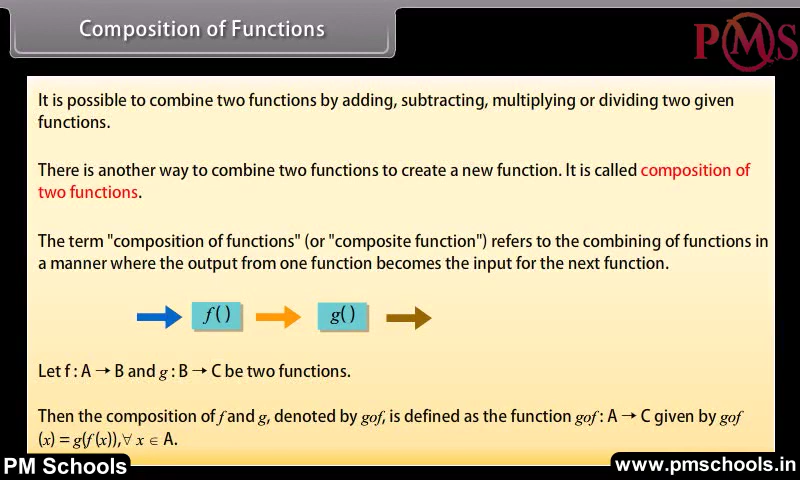 Composition of Functions
PMS
It is possible to combine two functions by adding, subtracting, multiplying or dividing two given
functions.
There is another way to combine two functions to create a new function. It is called composition of
two functions.
The term "composition of functions" (or "composite function") refers to the combining of functions in
a manner where the output from one function becomes the input for the next function.
f() g()
Let f : A → B and g : B → C be two functions.
Then the composition of f and g, denoted by gof, is defined as the function gof : A → C given by gof
(x) = g(f (x)), ∀ x ∈ A.
PM Schools www.pmschools.in